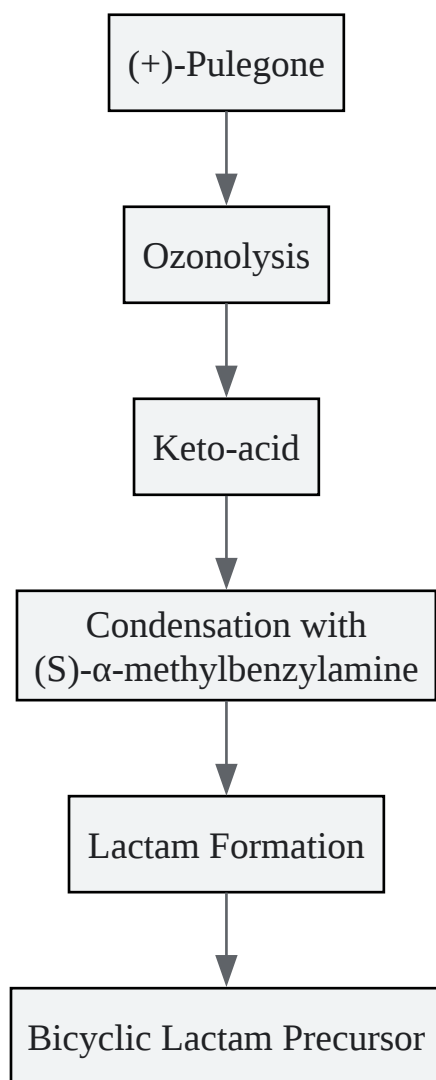 (+)-Pulegone
Ozonolysis
Keto-acid
Condensation with
(S)-α-methylbenzylamine
Lactam Formation
Bicyclic Lactam Precursor